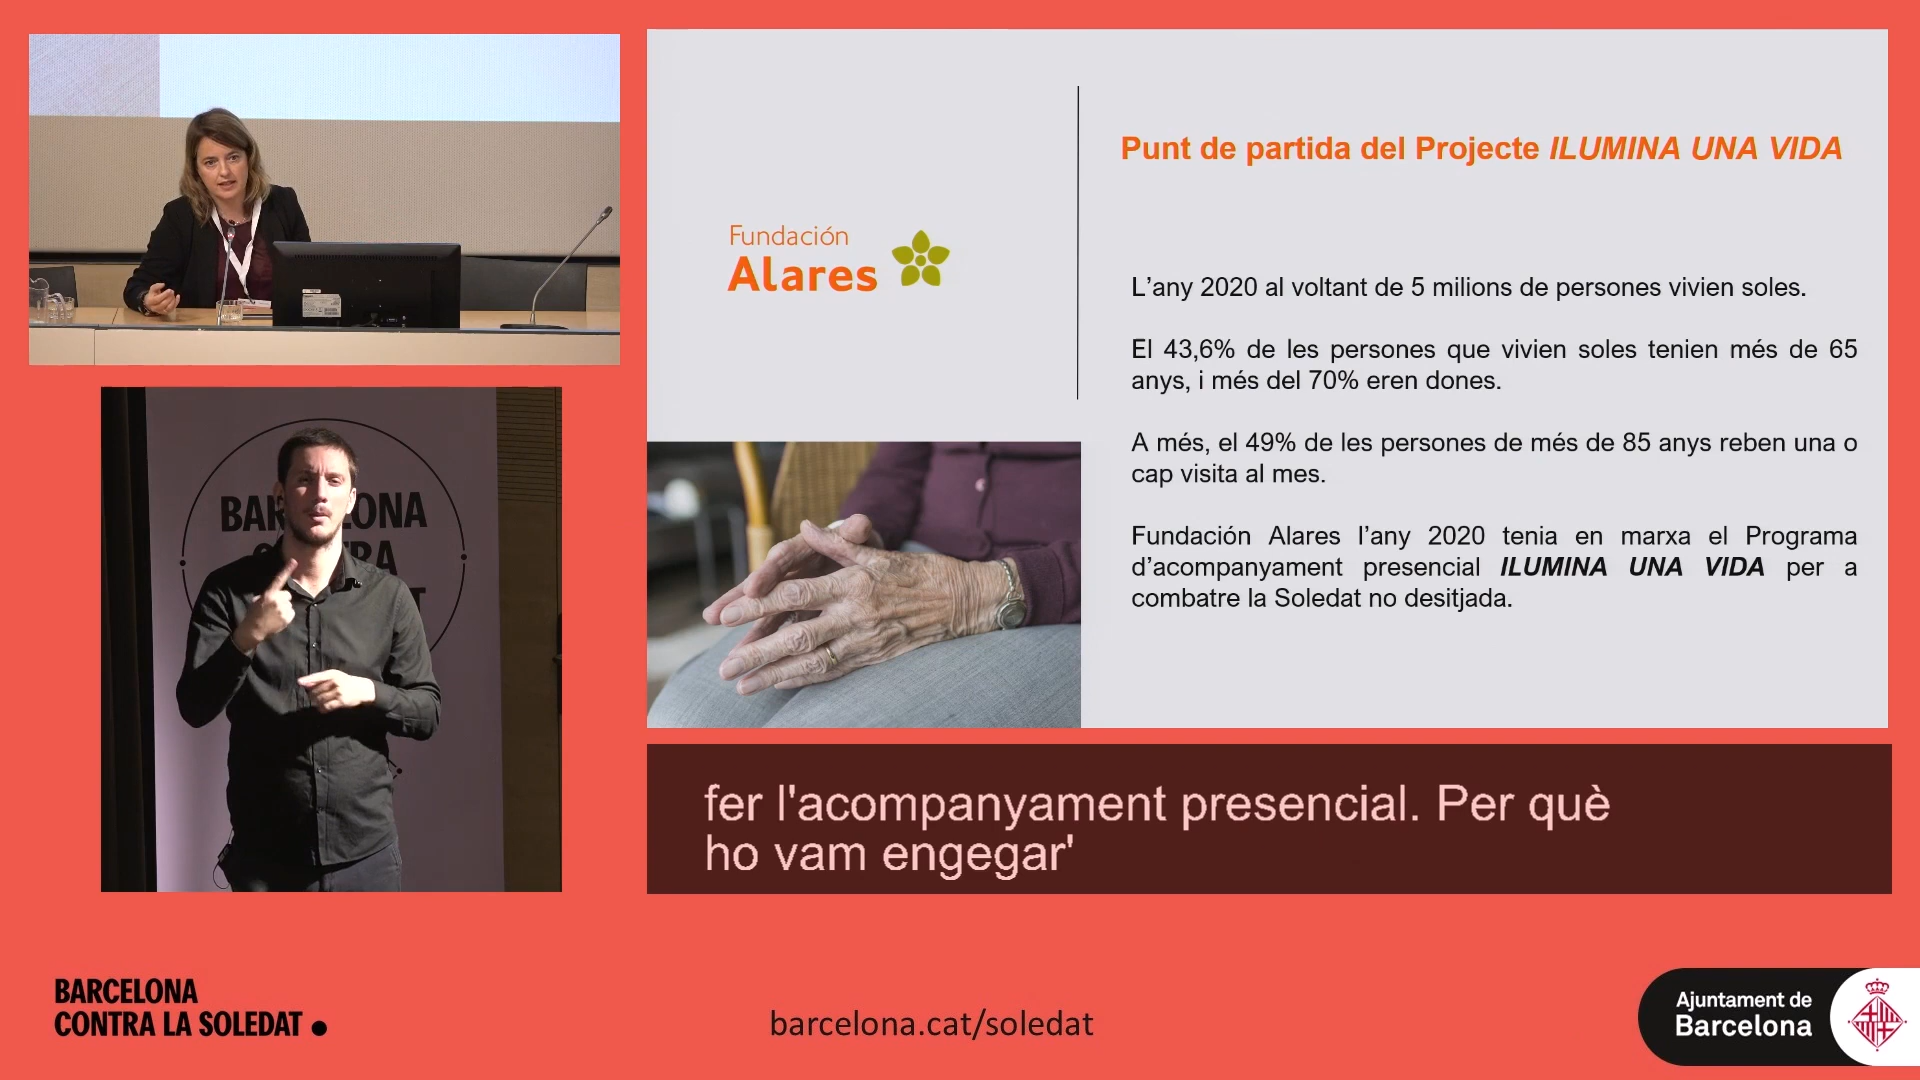 Punt de partida del Projecte ILUMINA UNA VIDA
Fundación
Alares
L’any 2020 al voltant de 5 milions de persones vivien soles.
El 43,6% de les persones que vivien soles tenien més de 65
anys, i més del 70% eren dones.
A més, el 49% de les persones de més de 85 anys reben una o
cap visita al mes.
Fundación Alares l’any 2020 tenia en marxa el Programa
d’acompanyament presencial ILUMINA UNA VIDA per a
combatre la Soledat no desitjada.
fer l'acompanyament presencial. Per què
ho vam engegar'
BARCELONA
CONTRA LA SOLEDAT
barcelona.cat/soledat
Ajuntament de
Barcelona